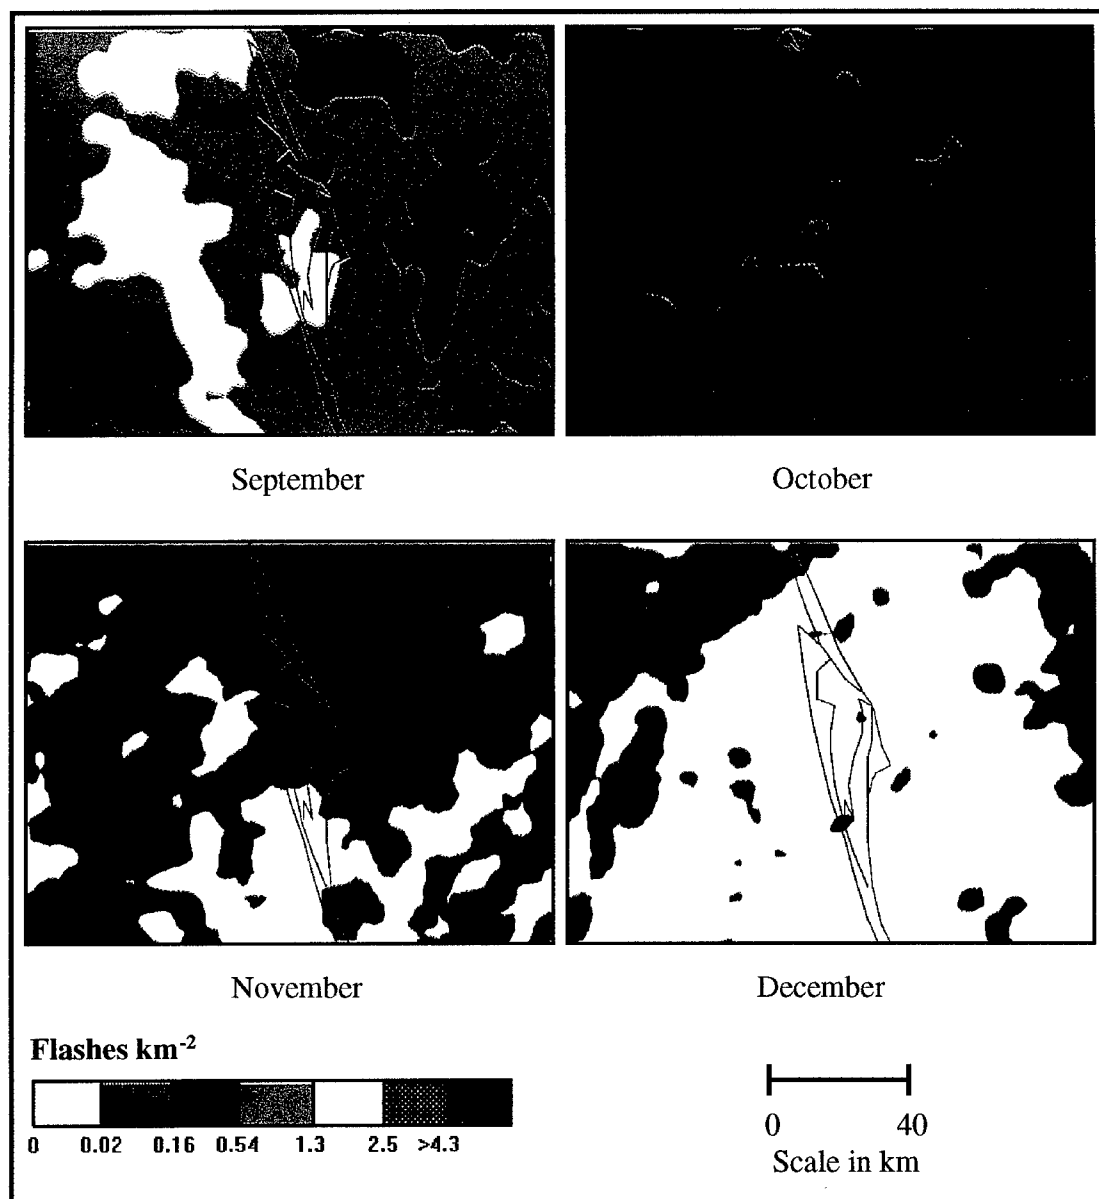 September
October
November
December
Flashes km-2
0 0.02 0.16 0.54 1.3 2.5 >4.3
0 40
Scale in km